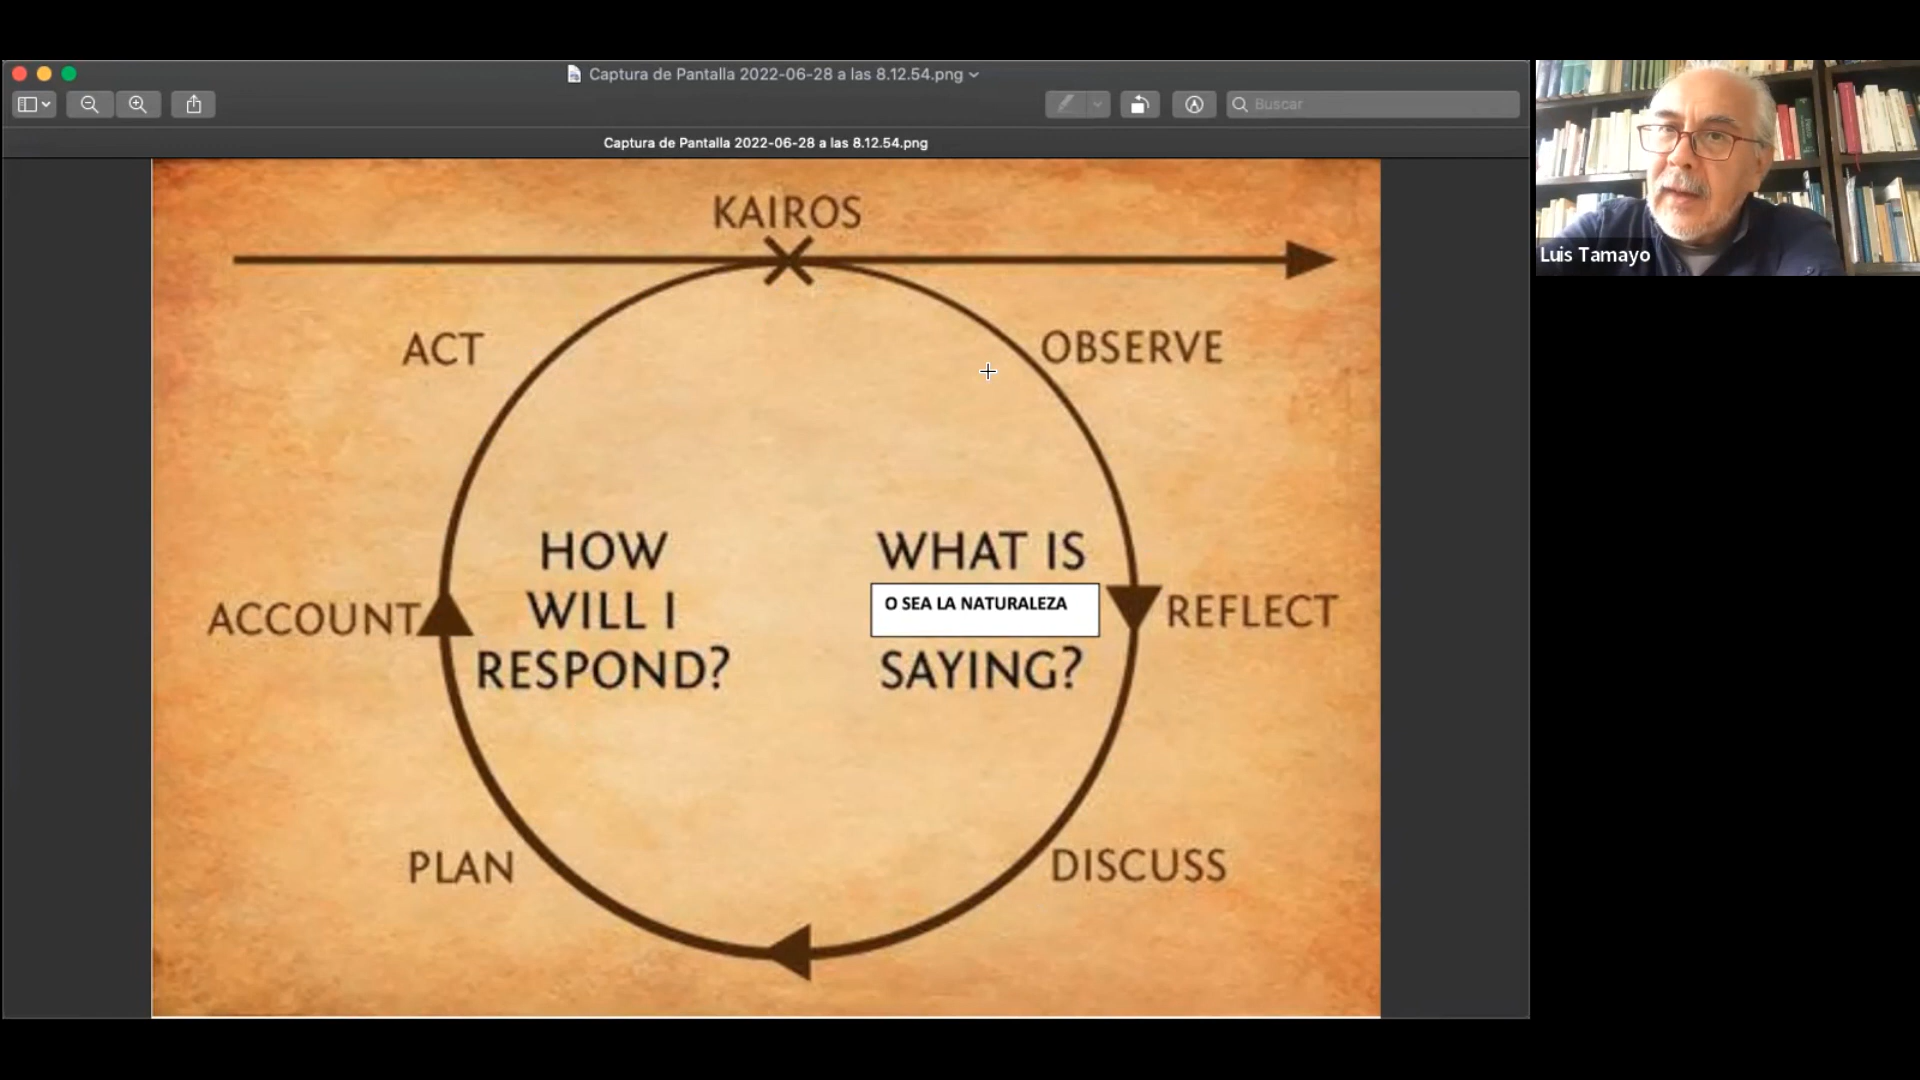 Captura de Pantalla 2022-06-28 a las 8.12.54.png
Buscar
Captura de Pantalla 2022-06-28 a las 8.12.54.png
Luis Tamayo
KAIROS
ACT
OBSERVE
HOW
WILL I
RESPOND?
WHAT IS
O SEA LA NATURALEZA
SAYING?
ACCOUNT
REFLECT
PLAN
DISCUSS